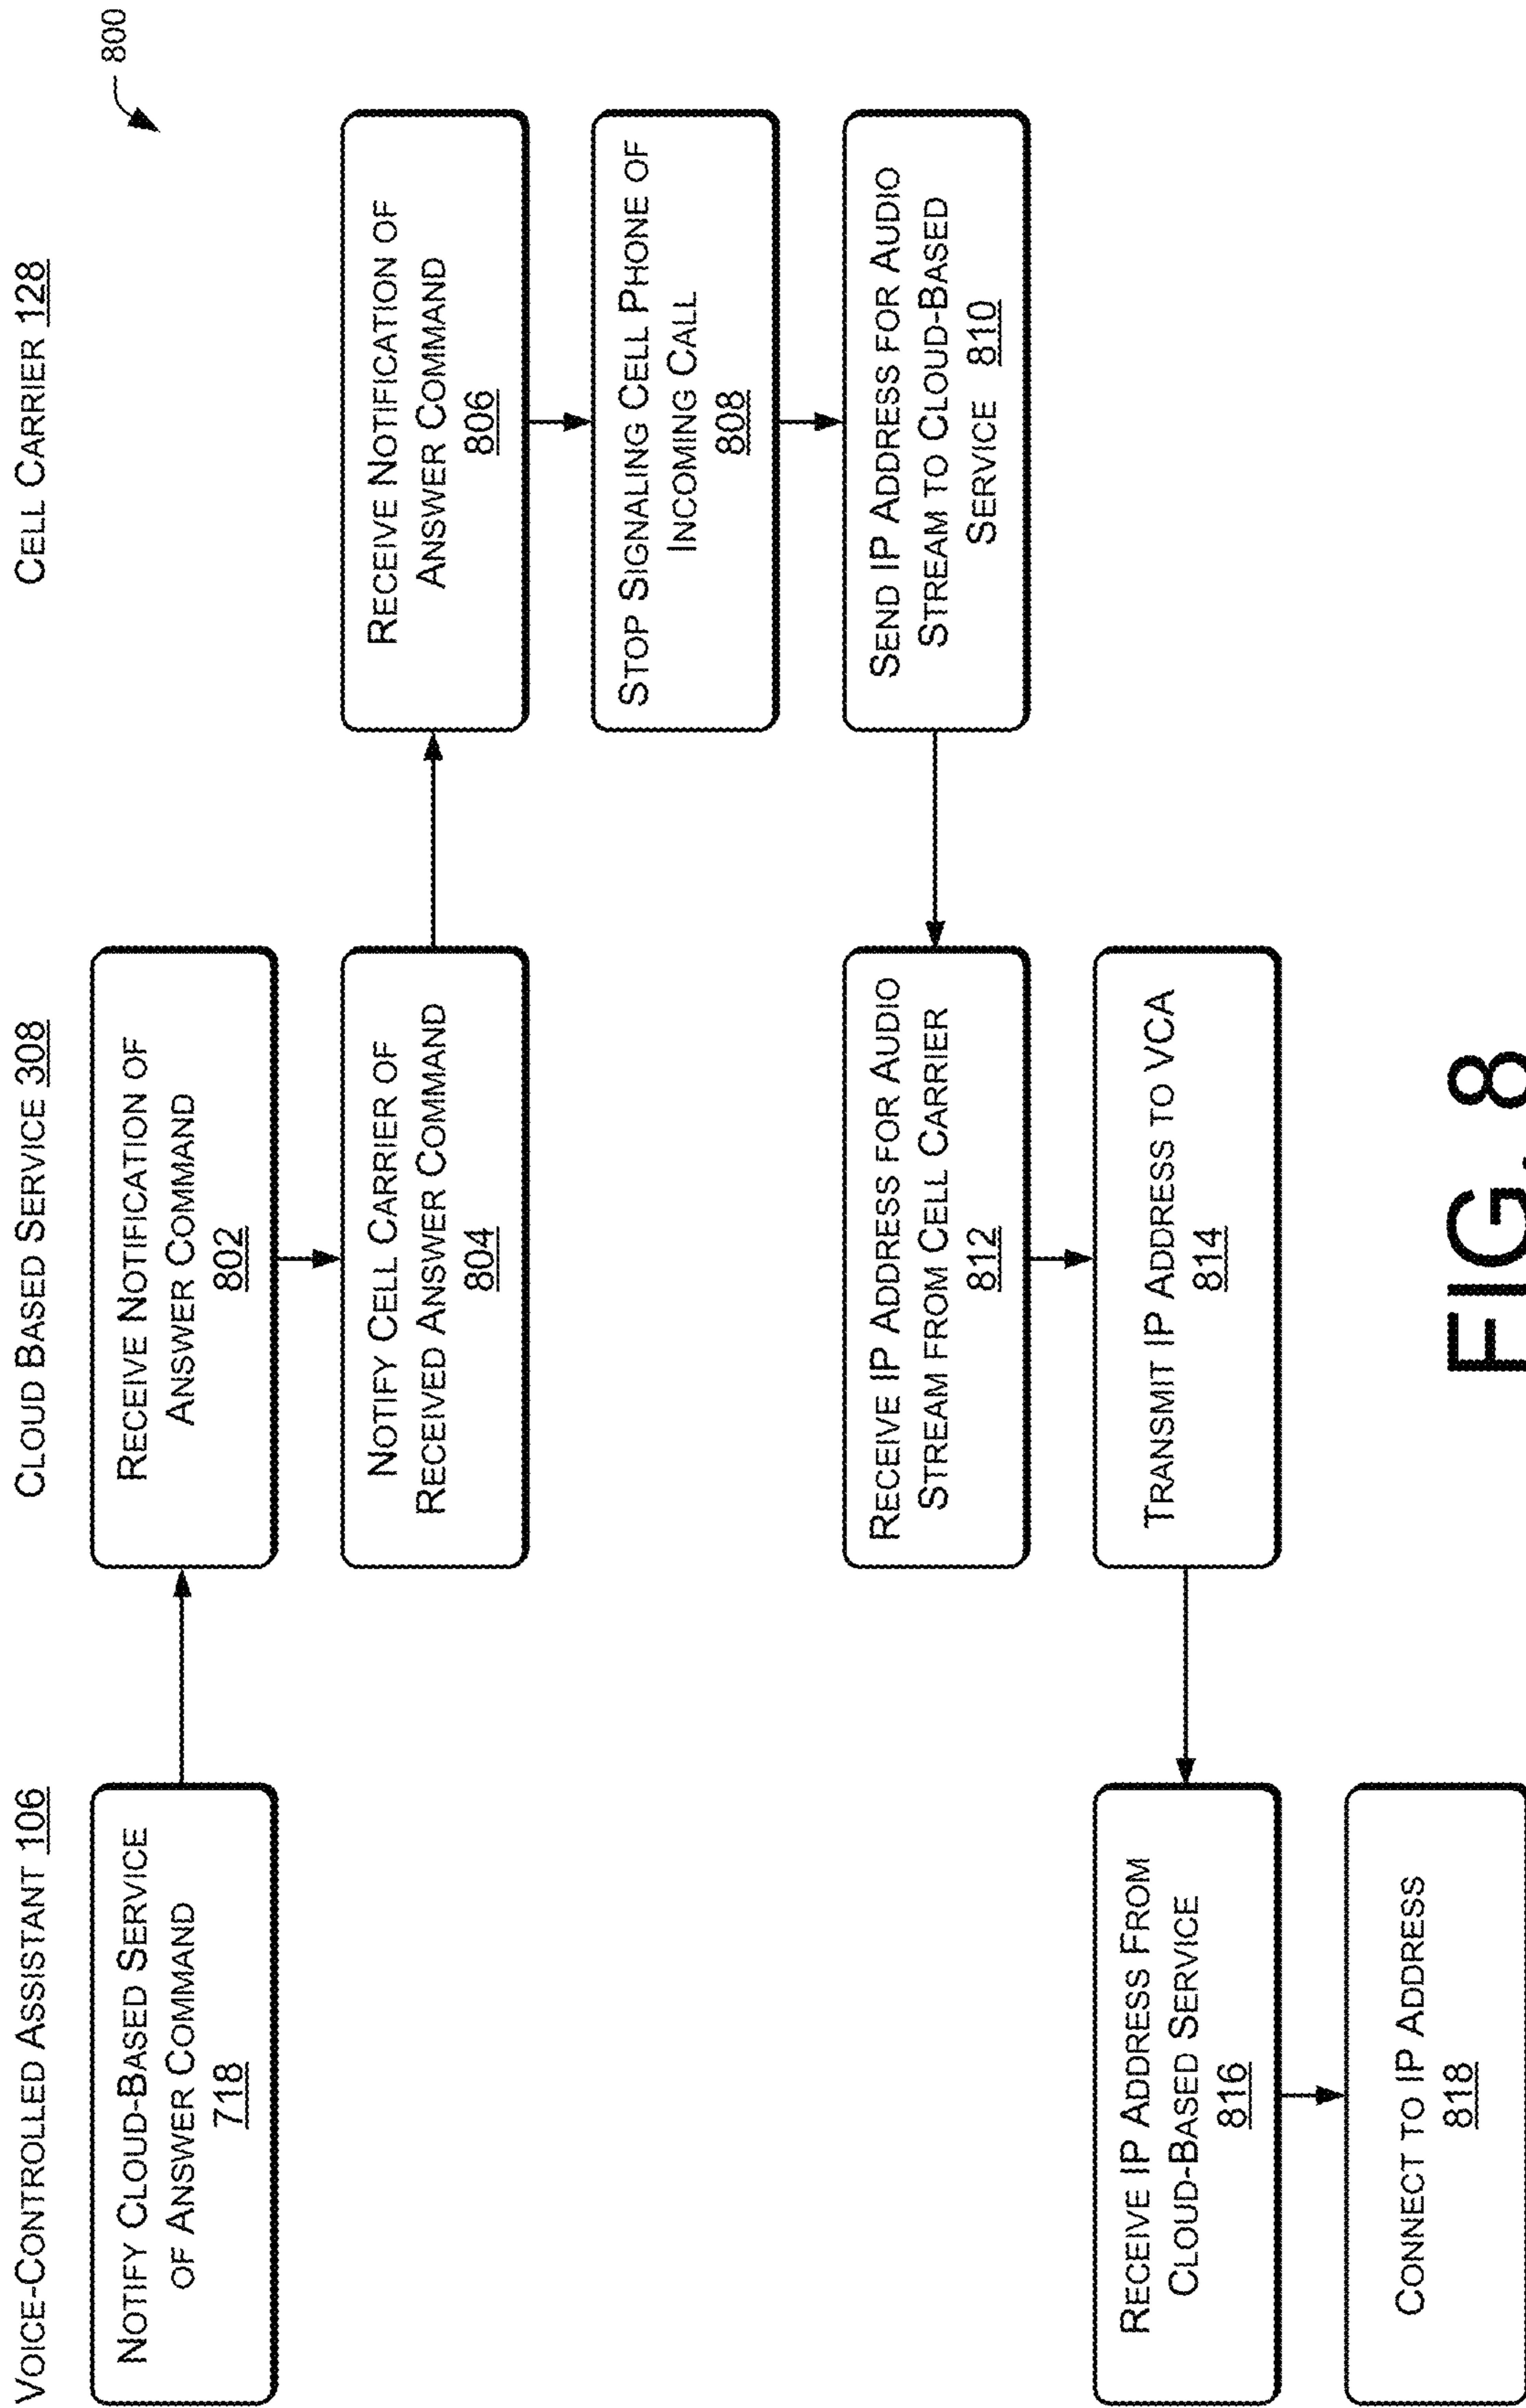 800
VOICE-CONTROLLED ASSISTANT 106
CLOUD BASED SERVICE 308
CELL CARRIER 128
NOTIFY CLOUD-BASED SERVICE
OF ANSWER COMMAND
718
RECEIVE NOTIFICATION OF
ANSWER COMMAND
802
NOTIFY CELL CARRIER OF
RECEIVED ANSWER COMMAND
804
RECEIVE NOTIFICATION OF
ANSWER COMMAND
806
STOP SIGNALING CELL PHONE OF
INCOMING CALL
808
SEND IP ADDRESS FOR AUDIO
STREAM TO CLOUD-BASED
SERVICE 810
RECEIVE IP ADDRESS FOR AUDIO
STREAM FROM CELL CARRIER
812
TRANSMIT IP ADDRESS TO VCA
814
RECEIVE IP ADDRESS FROM
CLOUD-BASED SERVICE
816
CONNECT TO IP ADDRESS
818
FIG. 8